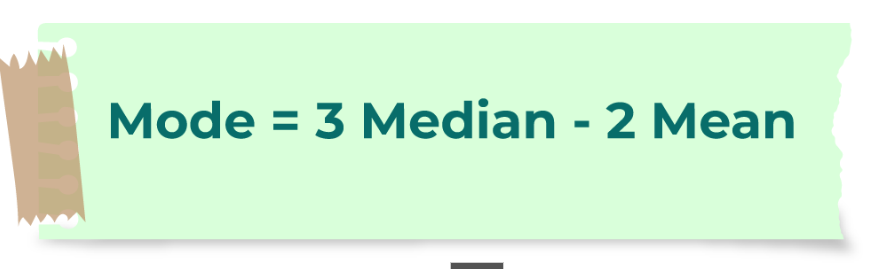 Mode = 3 Median - 2 Mean